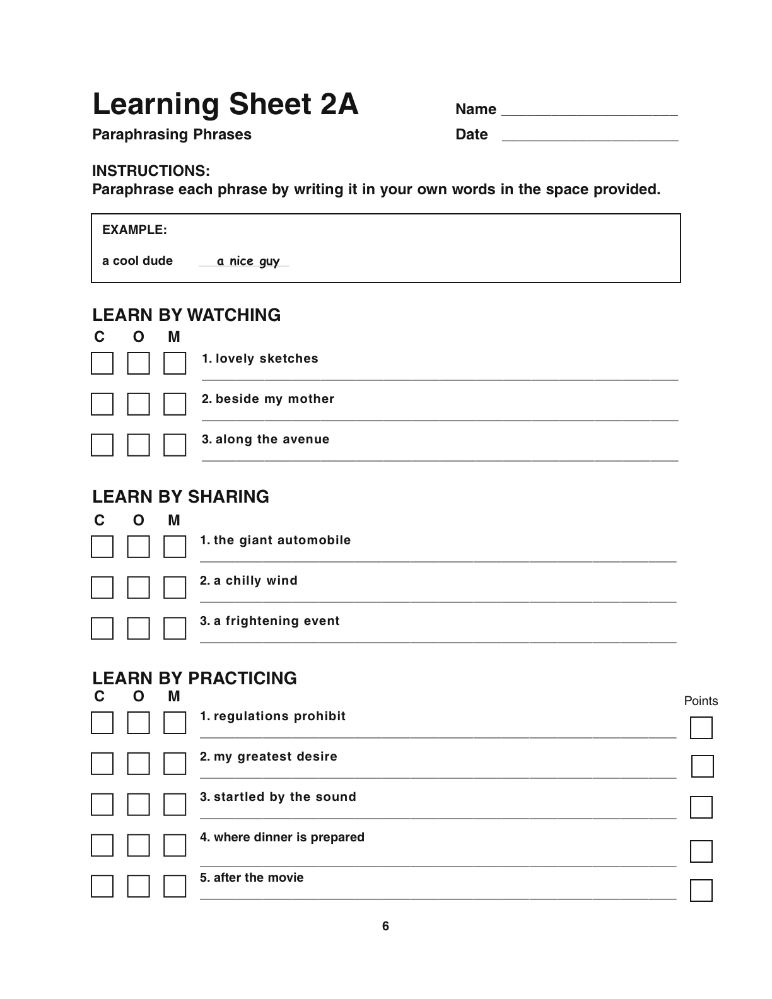 Learning Sheet 2A
Name
Paraphrasing Phrases
Date
INSTRUCTIONS:
Paraphrase each phrase by writing it in your own words in the space provided.
EXAMPLE:
a cool dude a nice guy
LEARN BY WATCHING
C O M
1. lovely sketches
2. beside my mother
3. along the avenue
LEARN BY SHARING
C O M
1. the giant automobile
2. a chilly wind
3. a frightening event
LEARN BY PRACTICING
C O M
Points
1. regulations prohibit
2. my greatest desire
3. startled by the sound
4. where dinner is prepared
5. after the movie
6